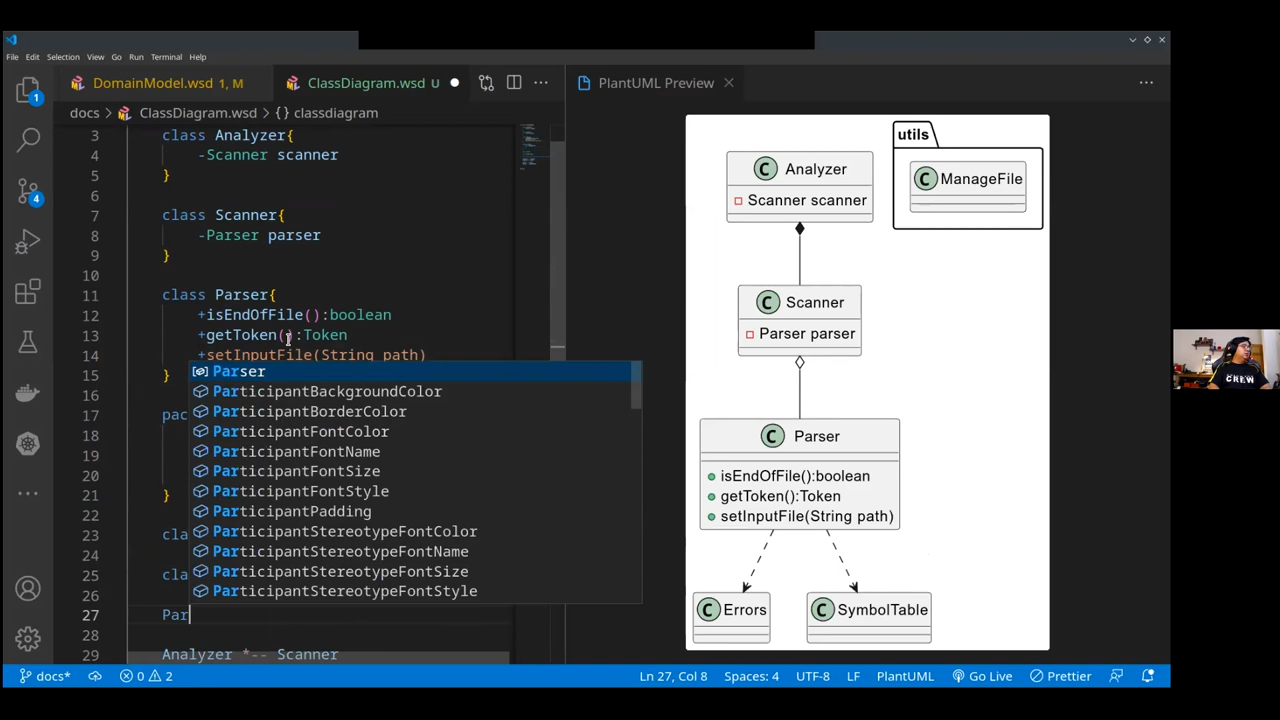 File Edit Selection View Go Run Terminal Help
DomainModel.wsd 1, M
ClassDiagram.wsd U
PlantUML Preview
docs > ClassDiagram.wsd > {} classdiagram
3 class Analyzer{
4 -Scanner scanner
5 }
6
7 class Scanner{
8 -Parser parser
9 }
10
11 class Parser{
12 +isEndOfFile():boolean
13 +getToken():Token
14 +setInputFile(String path)
15 }
16
17 pac
18
19
20
21 }
22
23 cla
24
25 cla
26
27 Par
28
29 Analyzer *-- Scanner
Parser
ParticipantBackgroundColor
ParticipantBorderColor
ParticipantFontColor
ParticipantFontName
ParticipantFontSize
ParticipantFontStyle
ParticipantPadding
ParticipantStereotypeFontColor
ParticipantStereotypeFontName
ParticipantStereotypeFontSize
ParticipantStereotypeFontStyle
1
4
utils
C ManageFile
C Analyzer
Scanner scanner
C Scanner
Parser parser
C Parser
isEndOfFile():boolean
getToken():Token
setInputFile(String path)
C Errors
C SymbolTable
CREW
docs* 0 2 Ln 27, Col 8 Spaces: 4 UTF-8 LF PlantUML Go Live Prettier